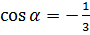 cos α = −1/3